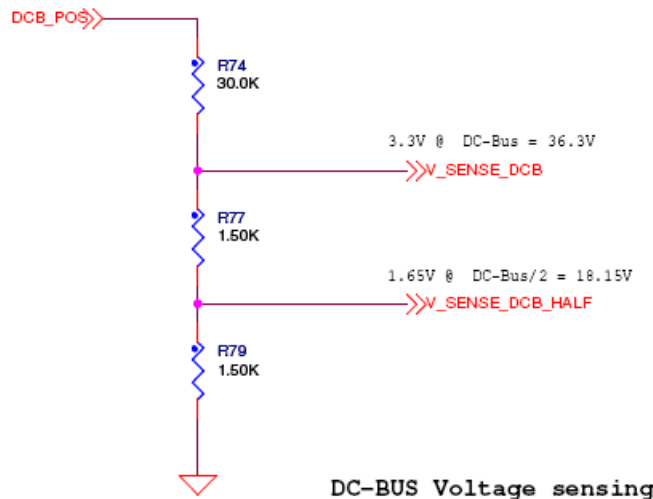 DCB_POS
R74
30.0K
3.3V @ DC-Bus = 36.3V
V_SENSE_DCB
R77
1.50K
1.65V @ DC-Bus/2 = 18.15V
V_SENSE_DCB_HALF
R79
1.50K
DC-BUS Voltage sensing